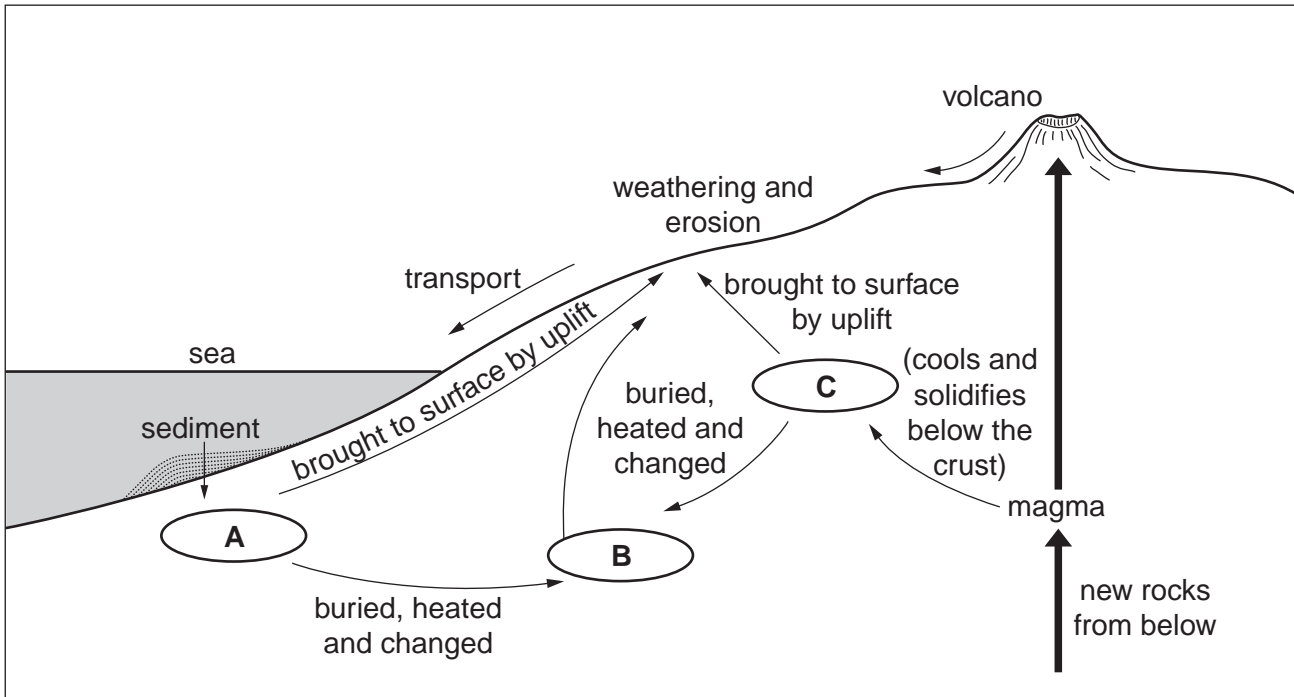 volcano
weathering and
erosion
transport
brought to surface
by uplift
brought to surface by uplift
sea
(cools and
solidifies
below the
crust)
C
buried,
heated and
changed
sediment
magma
A
B
buried, heated
and changed
new rocks
from below